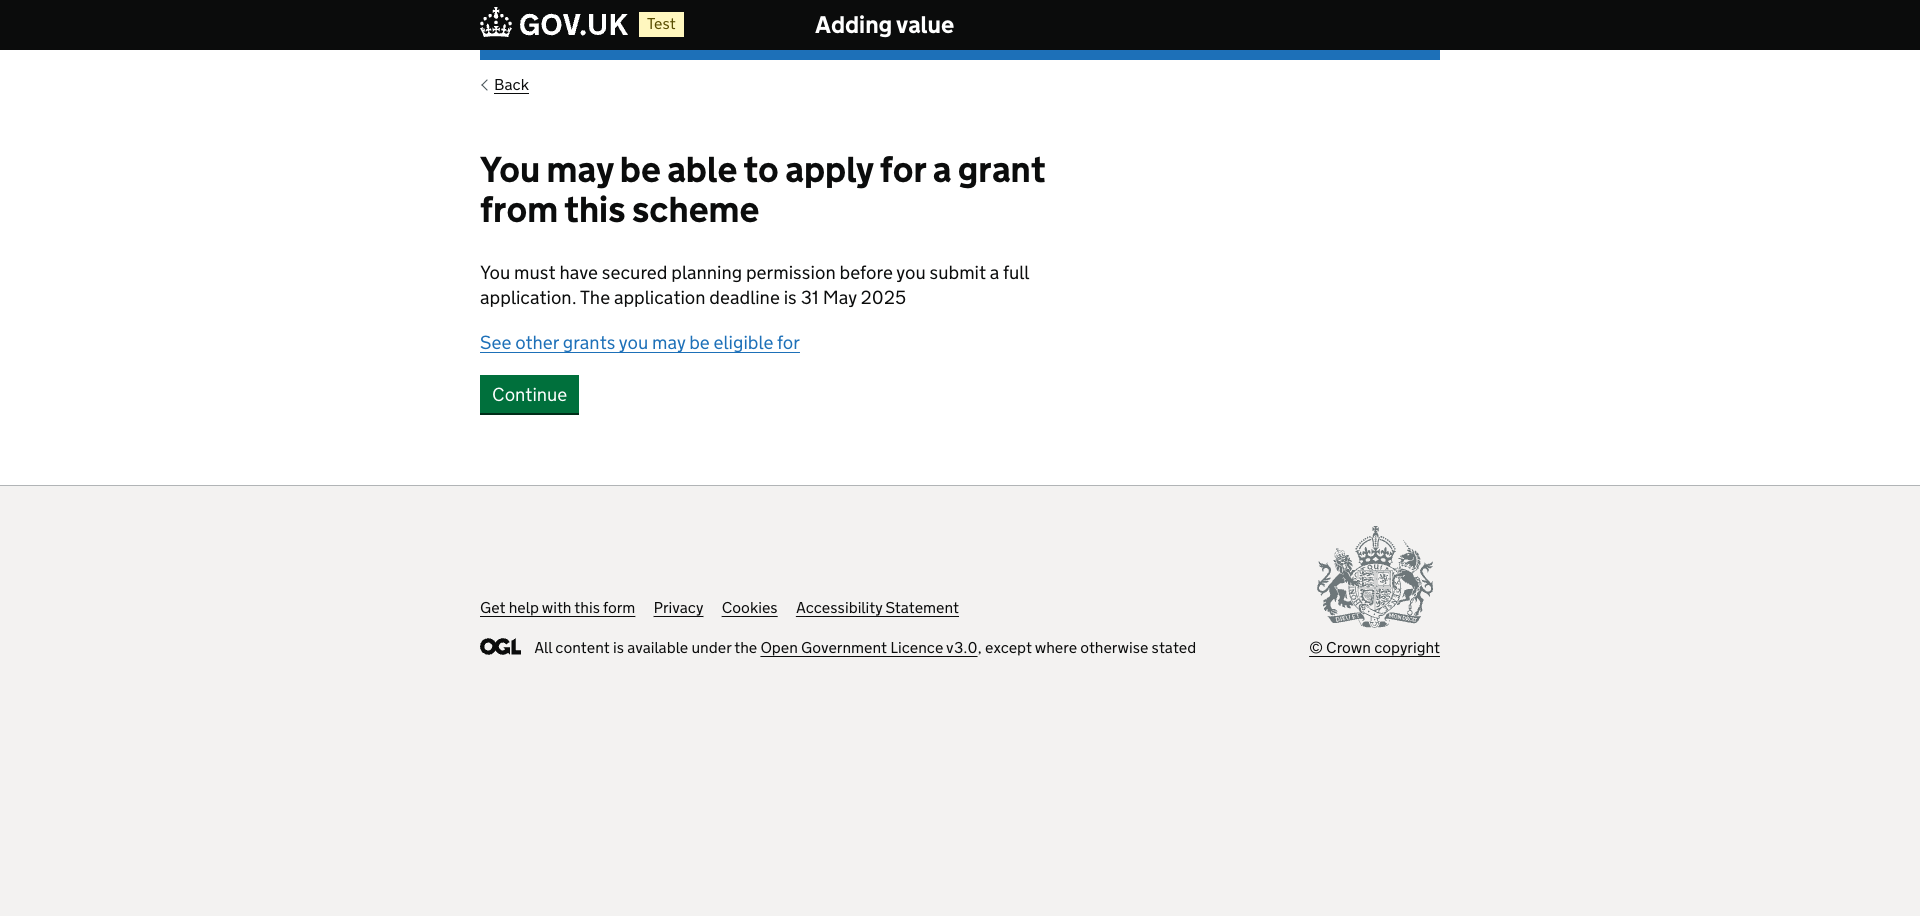 GOV.UK Test Adding value
Back
You may be able to apply for a grant
from this scheme
You must have secured planning permission before you submit a full
application. The application deadline is 31 May 2025
See other grants you may be eligible for
Continue
Get help with this form Privacy Cookies Accessibility Statement
OGL All content is available under the Open Government Licence v3.0, except where otherwise stated
© Crown copyright